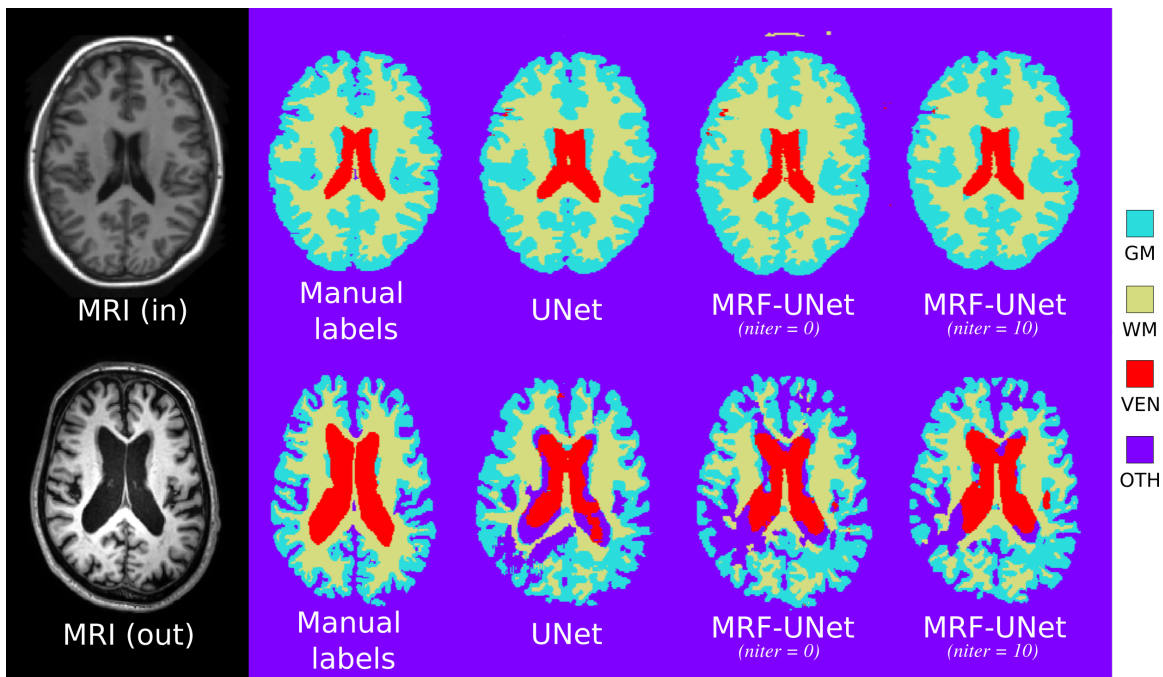 MRI (in)
Manual
labels
UNet
MRF-UNet
(niter = 0)
MRF-UNet
(niter = 10)
MRI (out)
Manual
labels
UNet
MRF-UNet
(niter = 0)
MRF-UNet
(niter = 10)
GM
WM
VEN
OTH